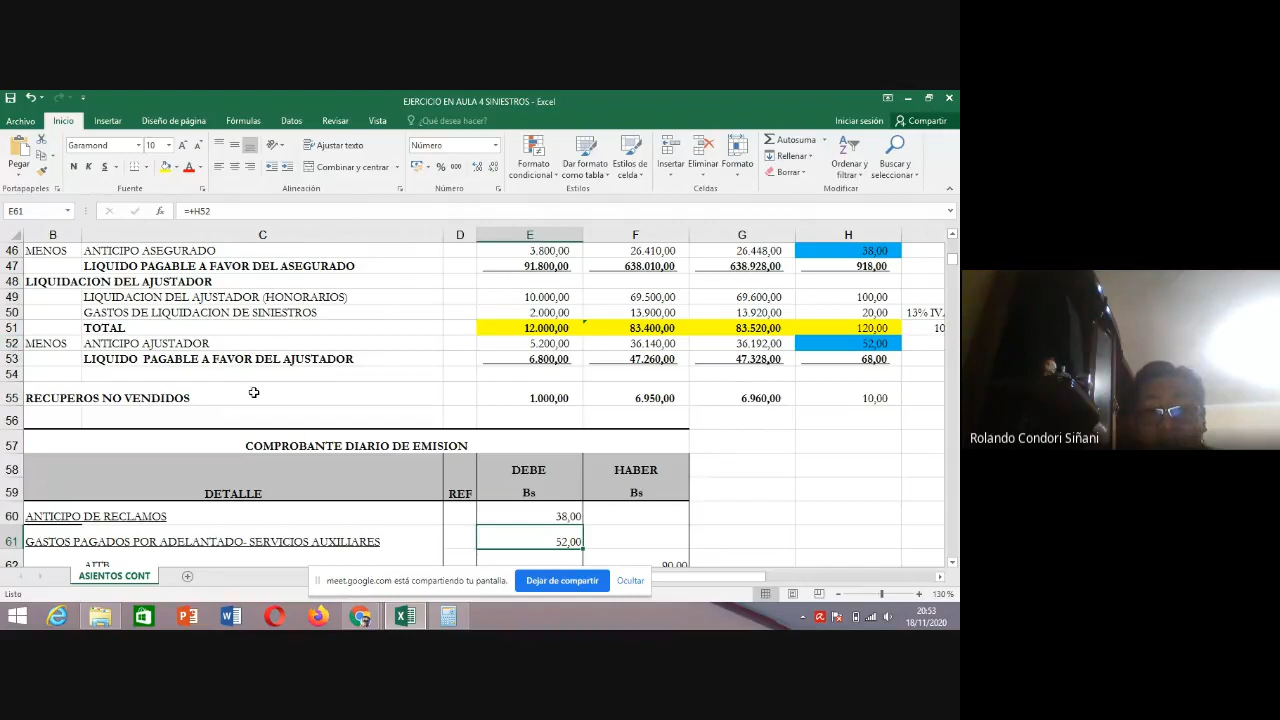 EJERCICIO EN AULA 4 SINIESTROS - Excel
Archivo Inicio Insertar Diseño de página Fórmulas Datos Revisar Vista ¿Qué desea hacer? Iniciar sesión Compartir
Pegar
Garamond 10
N K S
Ajustar texto
Combinar y centrar
Número
% 000
Formato condicional
Dar formato como tabla
Estilos de celda
Insertar
Eliminar
Formato
Autosuma
Rellenar
Borrar
Ordenar y filtrar
Buscar y seleccionar
Portapapeles Fuente Alineación Número Estilos Celdas Modificar
E61 fx =+H52
B C D E F G H
46 MENOS ANTICIPO ASEGURADO 3.800,00 26.410,00 26.448,00 38,00
47 LIQUIDO PAGABLE A FAVOR DEL ASEGURADO 91.800,00 638.010,00 638.928,00 918,00
48 LIQUIDACION DEL AJUSTADOR
49 LIQUIDACION DEL AJUSTADOR (HONORARIOS) 10.000,00 69.500,00 69.600,00 100,00
50 GASTOS DE LIQUIDACION DE SINIESTROS 2.000,00 13.900,00 13.920,00 20,00 13% IVA
51 TOTAL 12.000,00 83.400,00 83.520,00 120,00 10
52 MENOS ANTICIPO AJUSTADOR 5.200,00 36.140,00 36.192,00 52,00
53 LIQUIDO PAGABLE A FAVOR DEL AJUSTADOR 6.800,00 47.260,00 47.328,00 68,00
54
55 RECUPEROS NO VENDIDOS 1.000,00 6.950,00 6.960,00 10,00
56
57 COMPROBANTE DIARIO DE EMISION
58 DEBE HABER
59 DETALLE REF Bs Bs
60 ANTICIPO DE RECLAMOS 38,00
61 GASTOS PAGADOS POR ADELANTADO- SERVICIOS AUXILIARES 52,00
62 AITB 90,00
ASIENTOS CONT
meet.google.com está compartiendo tu pantalla. Dejar de compartir Ocultar
Listo 130 %
20:53
18/11/2020
Rolando Condori Siñani